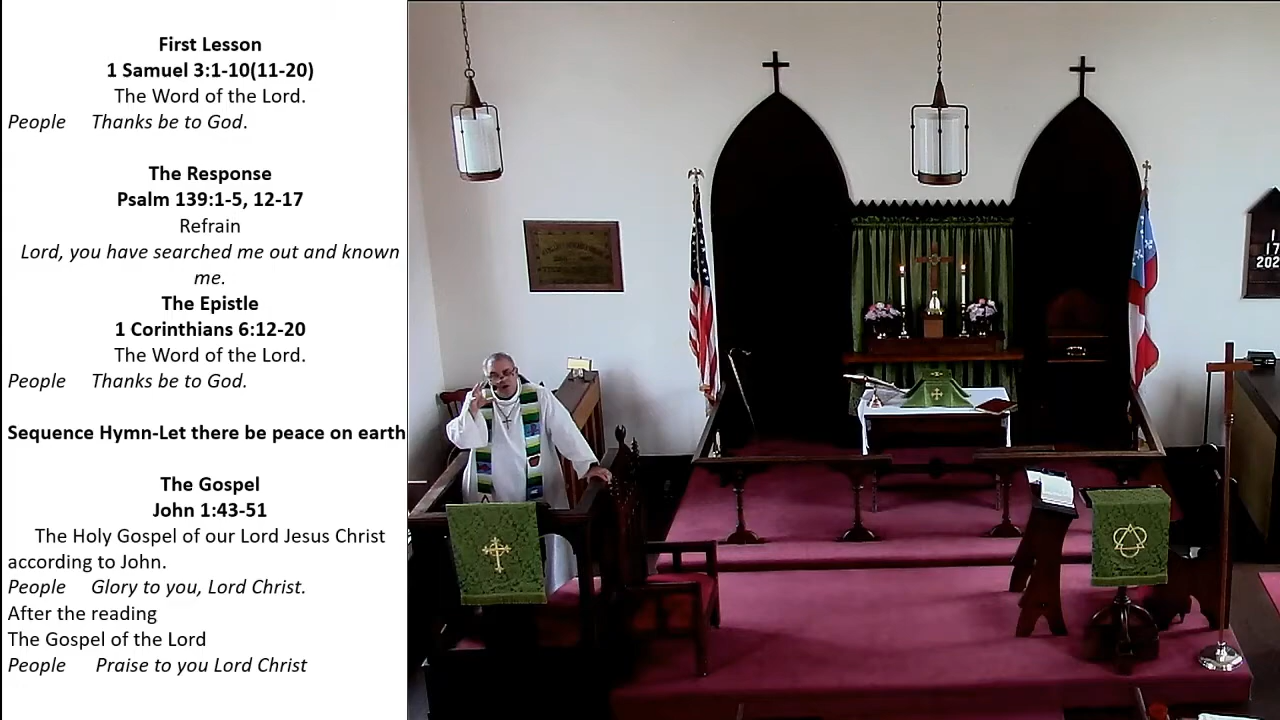 First Lesson
1 Samuel 3:1-10(11-20)
The Word of the Lord.
People Thanks be to God.
The Response
Psalm 139:1-5, 12-17
Refrain
Lord, you have searched me out and known
me.
The Epistle
1 Corinthians 6:12-20
The Word of the Lord.
People Thanks be to God.
Sequence Hymn-Let there be peace on earth
The Gospel
John 1:43-51
The Holy Gospel of our Lord Jesus Christ
according to John.
People Glory to you, Lord Christ.
After the reading
The Gospel of the Lord
People Praise to you Lord Christ
1
17
202